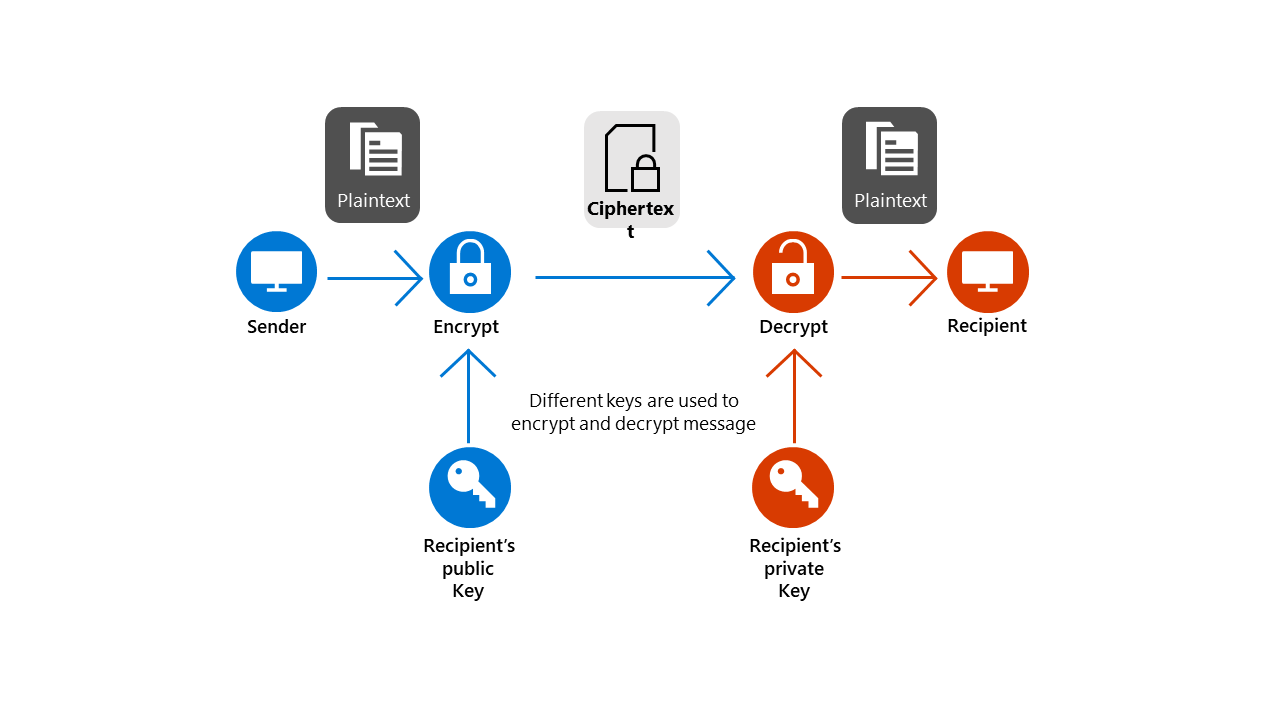 Plaintext
Ciphertex
t
Plaintext
Sender
Encrypt
Decrypt
Recipient
Different keys are used to
encrypt and decrypt message
Recipient’s
public
Key
Recipient’s
private
Key